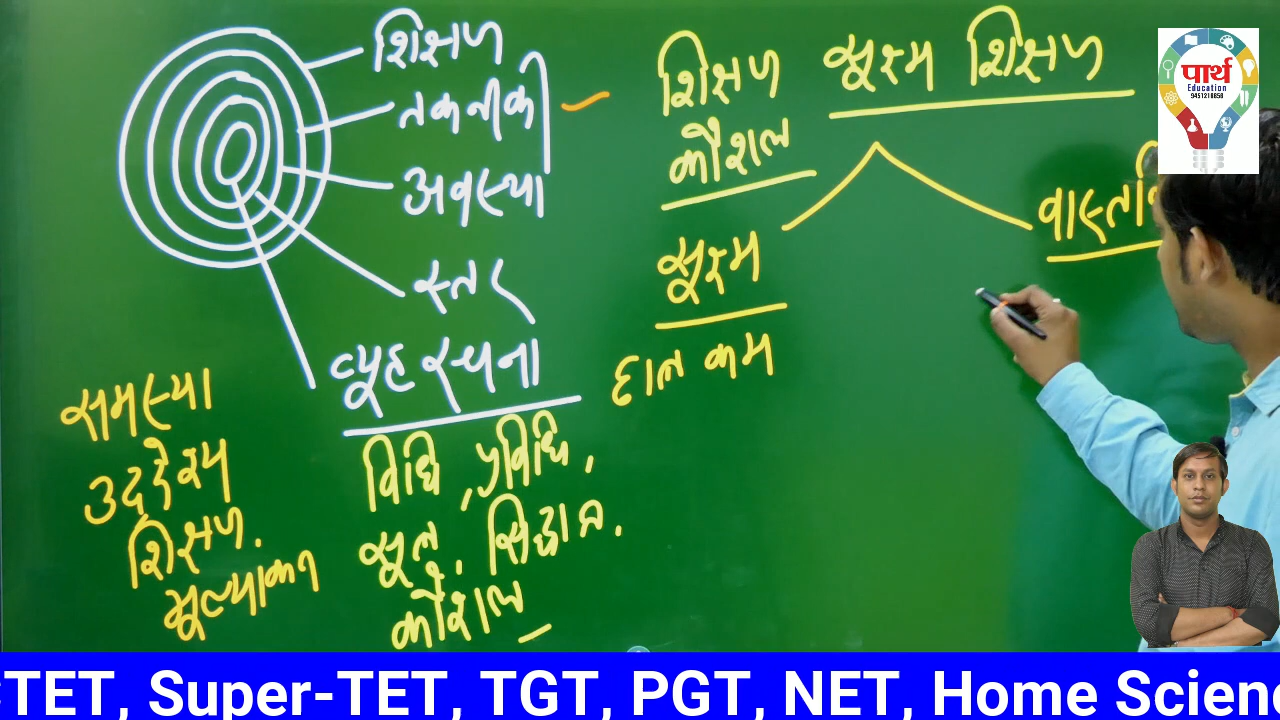 शिक्षण
तकनीकी
अवस्था
स्तर
व्यूह रचना
विधि, प्रविधि,
सूत्र, सिद्धान्त.
कौशल
समस्या
उद्देश्य
शिक्षण.
मूल्यांकन
शिक्षण
कौशल
सूक्ष्म
छात्र कम
सूक्ष्म शिक्षण
पार्थ
Education
9451218656
TET, Super-TET, TGT, PGT, NET, Home Scien